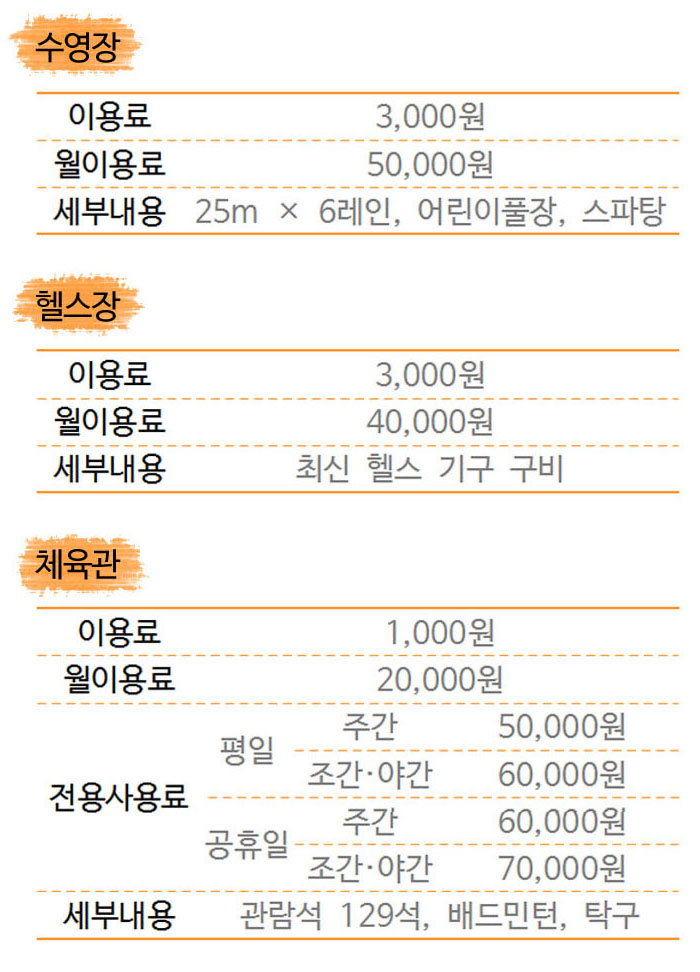 수영장
이용료 3,000원
월이용료 50,000원
세부내용 25m × 6레인, 어린이풀장, 스파탕
헬스장
이용료 3,000원
월이용료 40,000원
세부내용 최신 헬스 기구 구비
체육관
이용료 1,000원
월이용료 20,000원
전용사용료 평일 주간 50,000원
조간·야간 60,000원
공휴일 주간 60,000원
조간·야간 70,000원
세부내용 관람석 129석, 배드민턴, 탁구